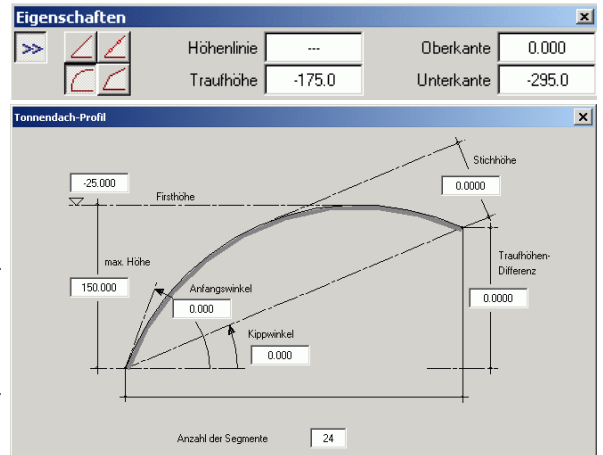 Eigenschaften
>>
Höhenlinie --- Oberkante 0.000
Traufhöhe -175.0 Unterkante -295.0
Tonnendach-Profil
Stichhöhe
-25.000
Firsthöhe
0.0000
max. Höhe
Traufhöhen-
Differenz
150.000
Anfangswinkel
0.000
0.0000
Kippwinkel
0.000
Anzahl der Segmente 24